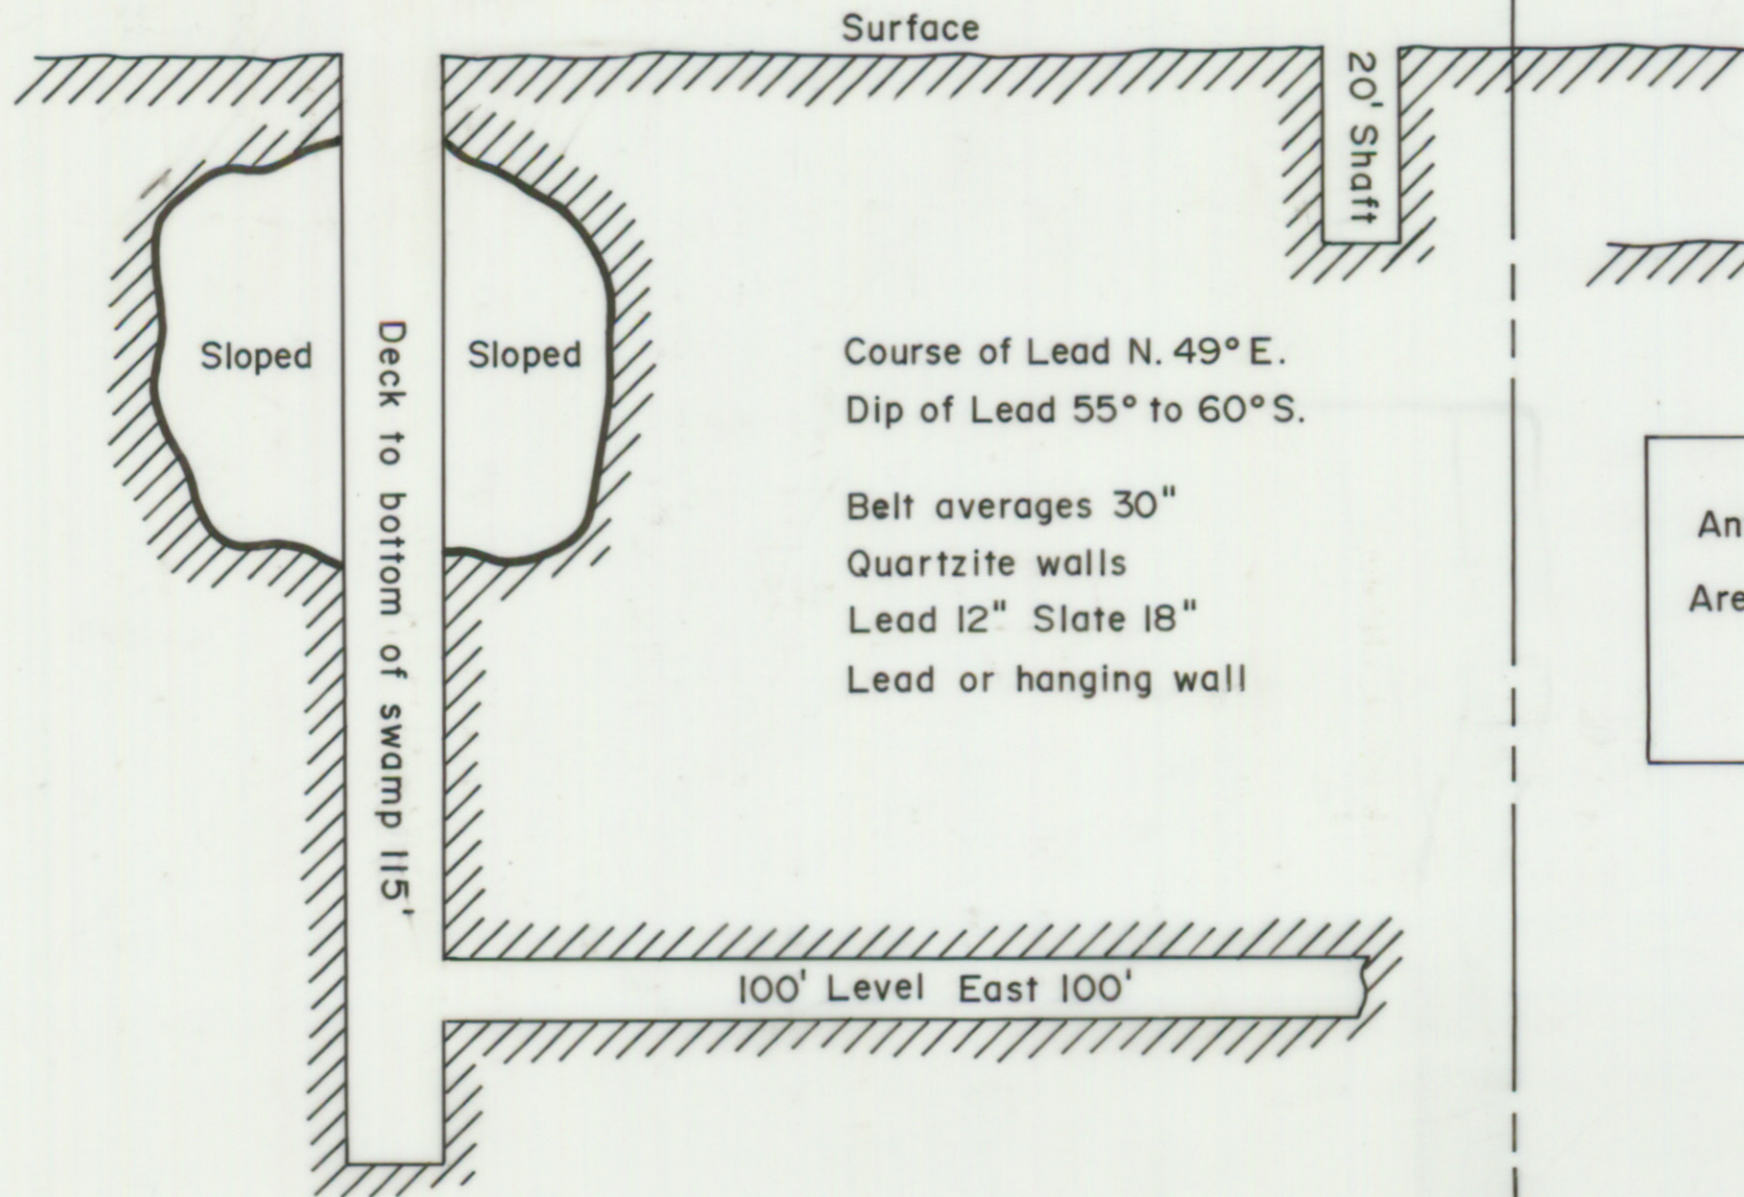 Surface
20' Shaft
Sloped
Deck to bottom of swamp 115'
Sloped
Course of Lead N. 49° E.
Dip of Lead 55° to 60° S.
Belt averages 30"
Quartzite walls
Lead 12" Slate 18"
Lead or hanging wall
100' Level East 100'
An
Are